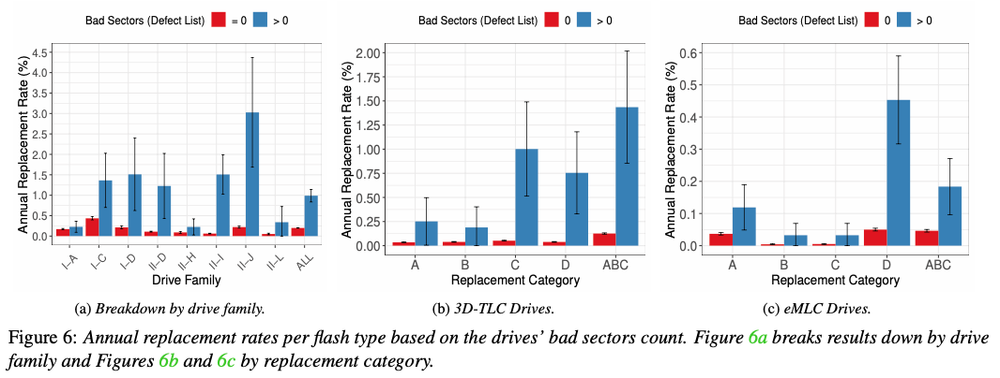 Bad Sectors (Defect List) = 0 > 0
Annual Replacement Rate (%)
4.5
4.0
3.5
3.0
2.5
2.0
1.5
1.0
0.5
0.0
I−A I−C I−D II−D II−H II−I II−J II−L ALL
Drive Family
(a) Breakdown by drive family.
Bad Sectors (Defect List) 0 > 0
Annual Replacement Rate (%)
2.00
1.75
1.50
1.25
1.00
0.75
0.50
0.25
0.00
A B C D ABC
Replacement Category
(b) 3D-TLC Drives.
Bad Sectors (Defect List) 0 > 0
Annual Replacement Rate (%)
0.6
0.5
0.4
0.3
0.2
0.1
0.0
A B C D ABC
Replacement Category
(c) eMLC Drives.
Figure 6: Annual replacement rates per flash type based on the drives' bad sectors count. Figure 6a breaks results down by drive
family and Figures 6b and 6c by replacement category.